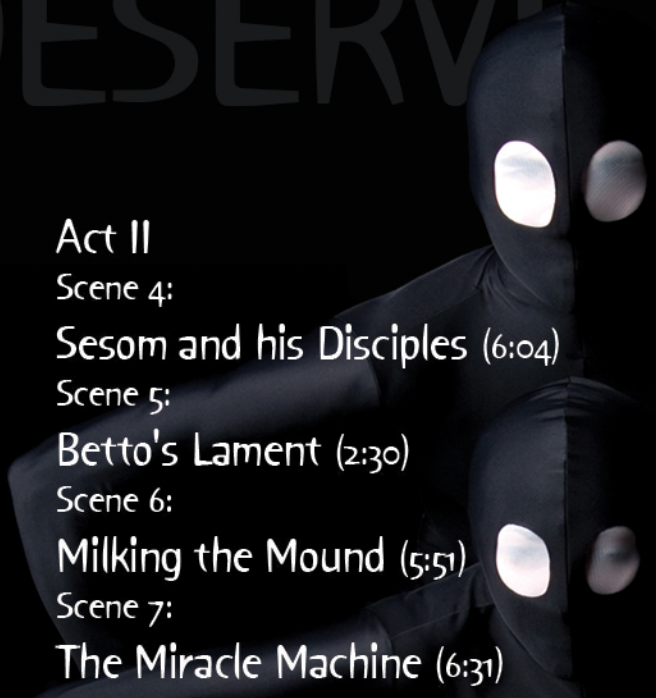 ESERV
Act II
Scene 4:
Sesom and his Disciples (6:04)
Scene 5:
Betto's Lament (2:30)
Scene 6:
Milking the Mound (5:51)
Scene 7:
The Miracle Machine (6:31)